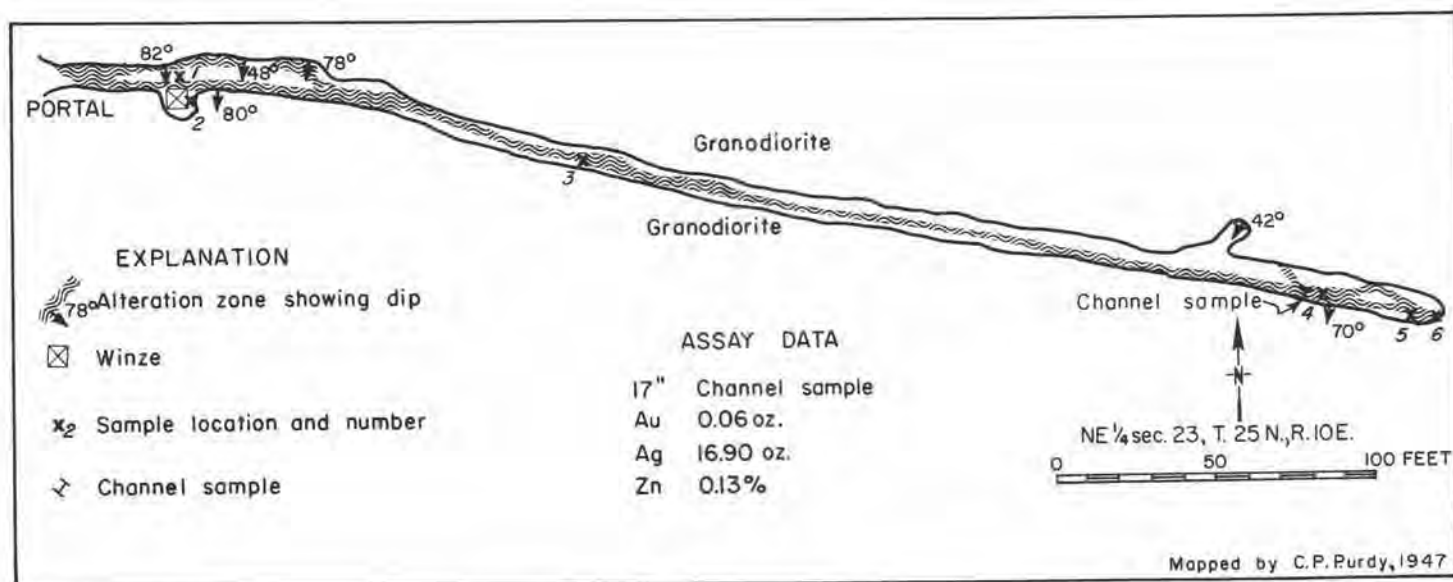 82°
1
48°
78°
PORTAL
2
80°
3
Granodiorite
Granodiorite
42°
Channel sample
4
70°
5
6
EXPLANATION
78° Alteration zone showing dip
Winze
x2 Sample location and number
Channel sample
ASSAY DATA
17" Channel sample
Au 0.06 oz.
Ag 16.90 oz.
Zn 0.13%
N
NE 1/4 sec. 23, T. 25 N., R. 10 E.
0 50 100 FEET
Mapped by C. P. Purdy, 1947